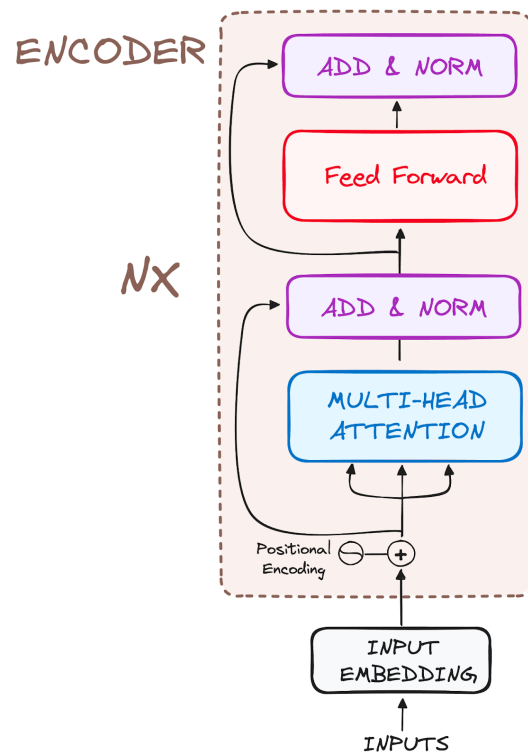 ENCODER
ADD & NORM
Feed Forward
NX
ADD & NORM
MULTI-HEAD
ATTENTION
Positional
Encoding
+
INPUT
EMBEDDING
INPUTS